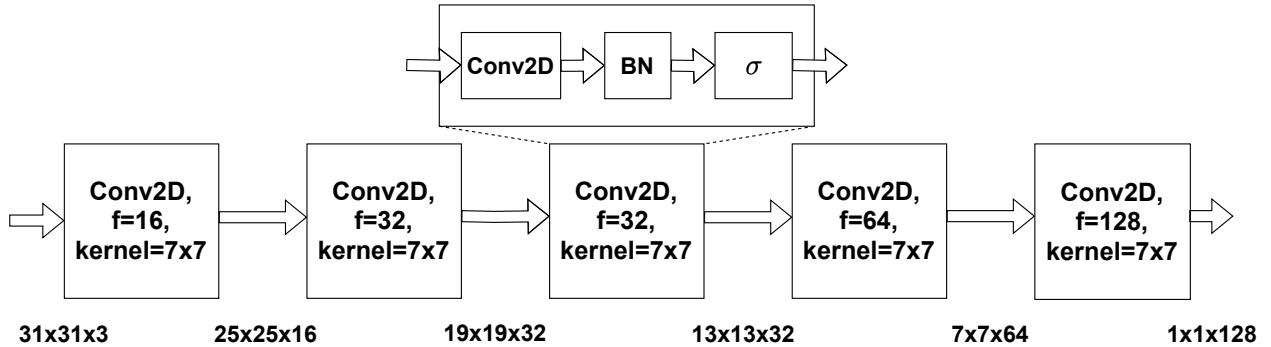 Conv2D
BN
σ
Conv2D,
f=16,
kernel=7x7
Conv2D,
f=32,
kernel=7x7
Conv2D,
f=32,
kernel=7x7
Conv2D,
f=64,
kernel=7x7
Conv2D,
f=128,
kernel=7x7
31x31x3
25x25x16
19x19x32
13x13x32
7x7x64
1x1x128